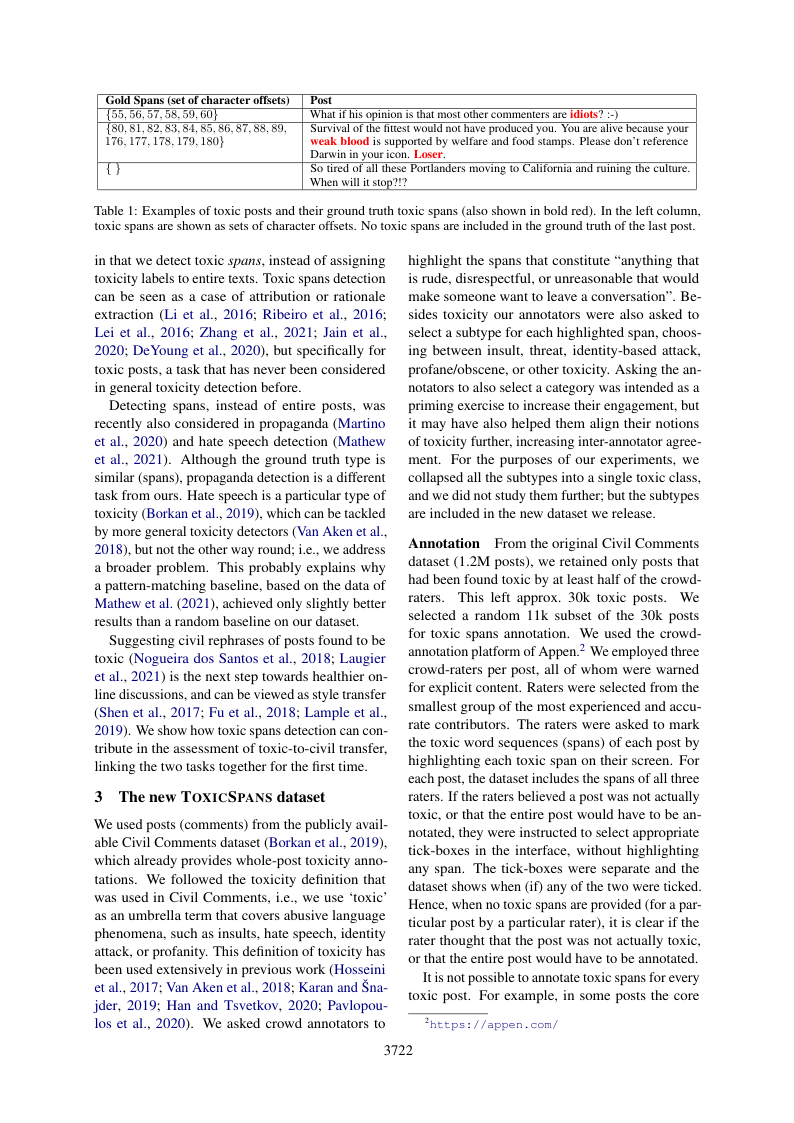 Gold Spans (set of character offsets) Post
{55, 56, 57, 58, 59, 60} What if his opinion is that most other commenters are idiots? :-)
{80, 81, 82, 83, 84, 85, 86, 87, 88, 89, Survival of the fittest would not have produced you. You are alive because your
176, 177, 178, 179, 180} weak blood is supported by welfare and food stamps. Please don't reference
Darwin in your icon. Loser.
{ } So tired of all these Portlanders moving to California and ruining the culture.
When will it stop?!?
Table 1: Examples of toxic posts and their ground truth toxic spans (also shown in bold red). In the left column,
toxic spans are shown as sets of character offsets. No toxic spans are included in the ground truth of the last post.
in that we detect toxic spans, instead of assigning
toxicity labels to entire texts. Toxic spans detection
can be seen as a case of attribution or rationale
extraction (Li et al., 2016; Ribeiro et al., 2016;
Lei et al., 2016; Zhang et al., 2021; Jain et al.,
2020; DeYoung et al., 2020), but specifically for
toxic posts, a task that has never been considered
in general toxicity detection before.
Detecting spans, instead of entire posts, was
recently also considered in propaganda (Martino
et al., 2020) and hate speech detection (Mathew
et al., 2021). Although the ground truth type is
similar (spans), propaganda detection is a different
task from ours. Hate speech is a particular type of
toxicity (Borkan et al., 2019), which can be tackled
by more general toxicity detectors (Van Aken et al.,
2018), but not the other way round; i.e., we address
a broader problem. This probably explains why
a pattern-matching baseline, based on the data of
Mathew et al. (2021), achieved only slightly better
results than a random baseline on our dataset.
Suggesting civil rephrases of posts found to be
toxic (Nogueira dos Santos et al., 2018; Laugier
et al., 2021) is the next step towards healthier on-
line discussions, and can be viewed as style transfer
(Shen et al., 2017; Fu et al., 2018; Lample et al.,
2019). We show how toxic spans detection can con-
tribute in the assessment of toxic-to-civil transfer,
linking the two tasks together for the first time.
3 The new TOXICSPANS dataset
We used posts (comments) from the publicly avail-
able Civil Comments dataset (Borkan et al., 2019),
which already provides whole-post toxicity anno-
tations. We followed the toxicity definition that
was used in Civil Comments, i.e., we use 'toxic'
as an umbrella term that covers abusive language
phenomena, such as insults, hate speech, identity
attack, or profanity. This definition of toxicity has
been used extensively in previous work (Hosseini
et al., 2017; Van Aken et al., 2018; Karan and Šna-
jder, 2019; Han and Tsvetkov, 2020; Pavlopou-
los et al., 2020). We asked crowd annotators to
highlight the spans that constitute “anything that
is rude, disrespectful, or unreasonable that would
make someone want to leave a conversation”. Be-
sides toxicity our annotators were also asked to
select a subtype for each highlighted span, choos-
ing between insult, threat, identity-based attack,
profane/obscene, or other toxicity. Asking the an-
notators to also select a category was intended as a
priming exercise to increase their engagement, but
it may have also helped them align their notions
of toxicity further, increasing inter-annotator agree-
ment. For the purposes of our experiments, we
collapsed all the subtypes into a single toxic class,
and we did not study them further; but the subtypes
are included in the new dataset we release.
Annotation From the original Civil Comments
dataset (1.2M posts), we retained only posts that
had been found toxic by at least half of the crowd-
raters. This left approx. 30k toxic posts. We
selected a random 11k subset of the 30k posts
for toxic spans annotation. We used the crowd-
annotation platform of Appen.2 We employed three
crowd-raters per post, all of whom were warned
for explicit content. Raters were selected from the
smallest group of the most experienced and accu-
rate contributors. The raters were asked to mark
the toxic word sequences (spans) of each post by
highlighting each toxic span on their screen. For
each post, the dataset includes the spans of all three
raters. If the raters believed a post was not actually
toxic, or that the entire post would have to be an-
notated, they were instructed to select appropriate
tick-boxes in the interface, without highlighting
any span. The tick-boxes were separate and the
dataset shows when (if) any of the two were ticked.
Hence, when no toxic spans are provided (for a par-
ticular post by a particular rater), it is clear if the
rater thought that the post was not actually toxic,
or that the entire post would have to be annotated.
It is not possible to annotate toxic spans for every
toxic post. For example, in some posts the core
2https://appen.com/
3722